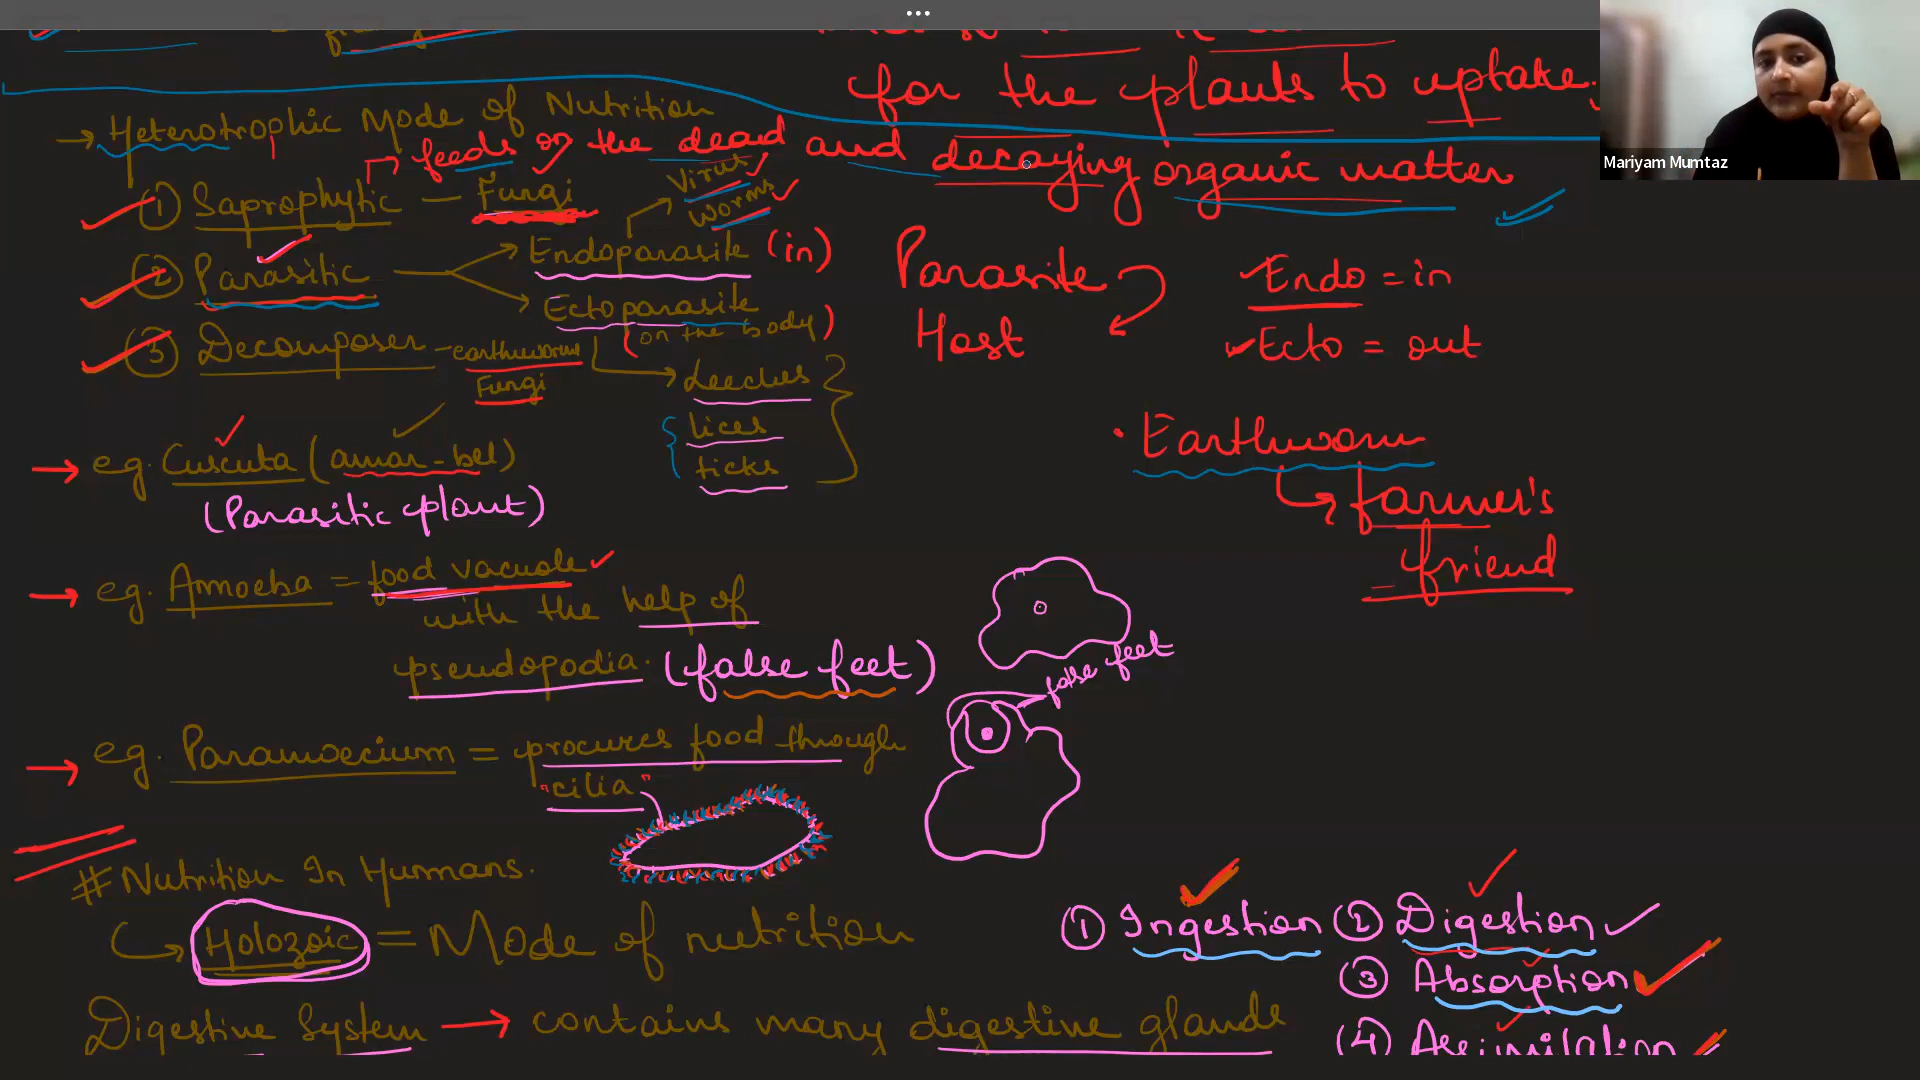 for the plants to uptake.
→ Heterotrophic Mode of Nutrition
→ feeds on the dead and decaying organic matter
① Saprophytic — Fungi
Virus
Worms
② Parasitic
Endoparasite (in)
Ectoparasite
(on the body)
③ Decomposer - earthworms
Fungi
Leeches
lices
ticks
Parasite
Host
Endo = in
Ecto = out
→ eg. Cuscuta (amar-bel)
(Parasitic plant)
• Earthworm
farmer's
friend
→ eg. Amoeba = food vacuole
with the help of
pseudopodia. (false feet)
false feet
→ eg. Paramoecium = procures food through
"cilia"
# Nutrition In Humans.
Holozoic = Mode of nutrition
Digestive System → contains many digestive glands
① Ingestion ② Digestion
③ Absorption
(4) Assimilation
Mariyam Mumtaz